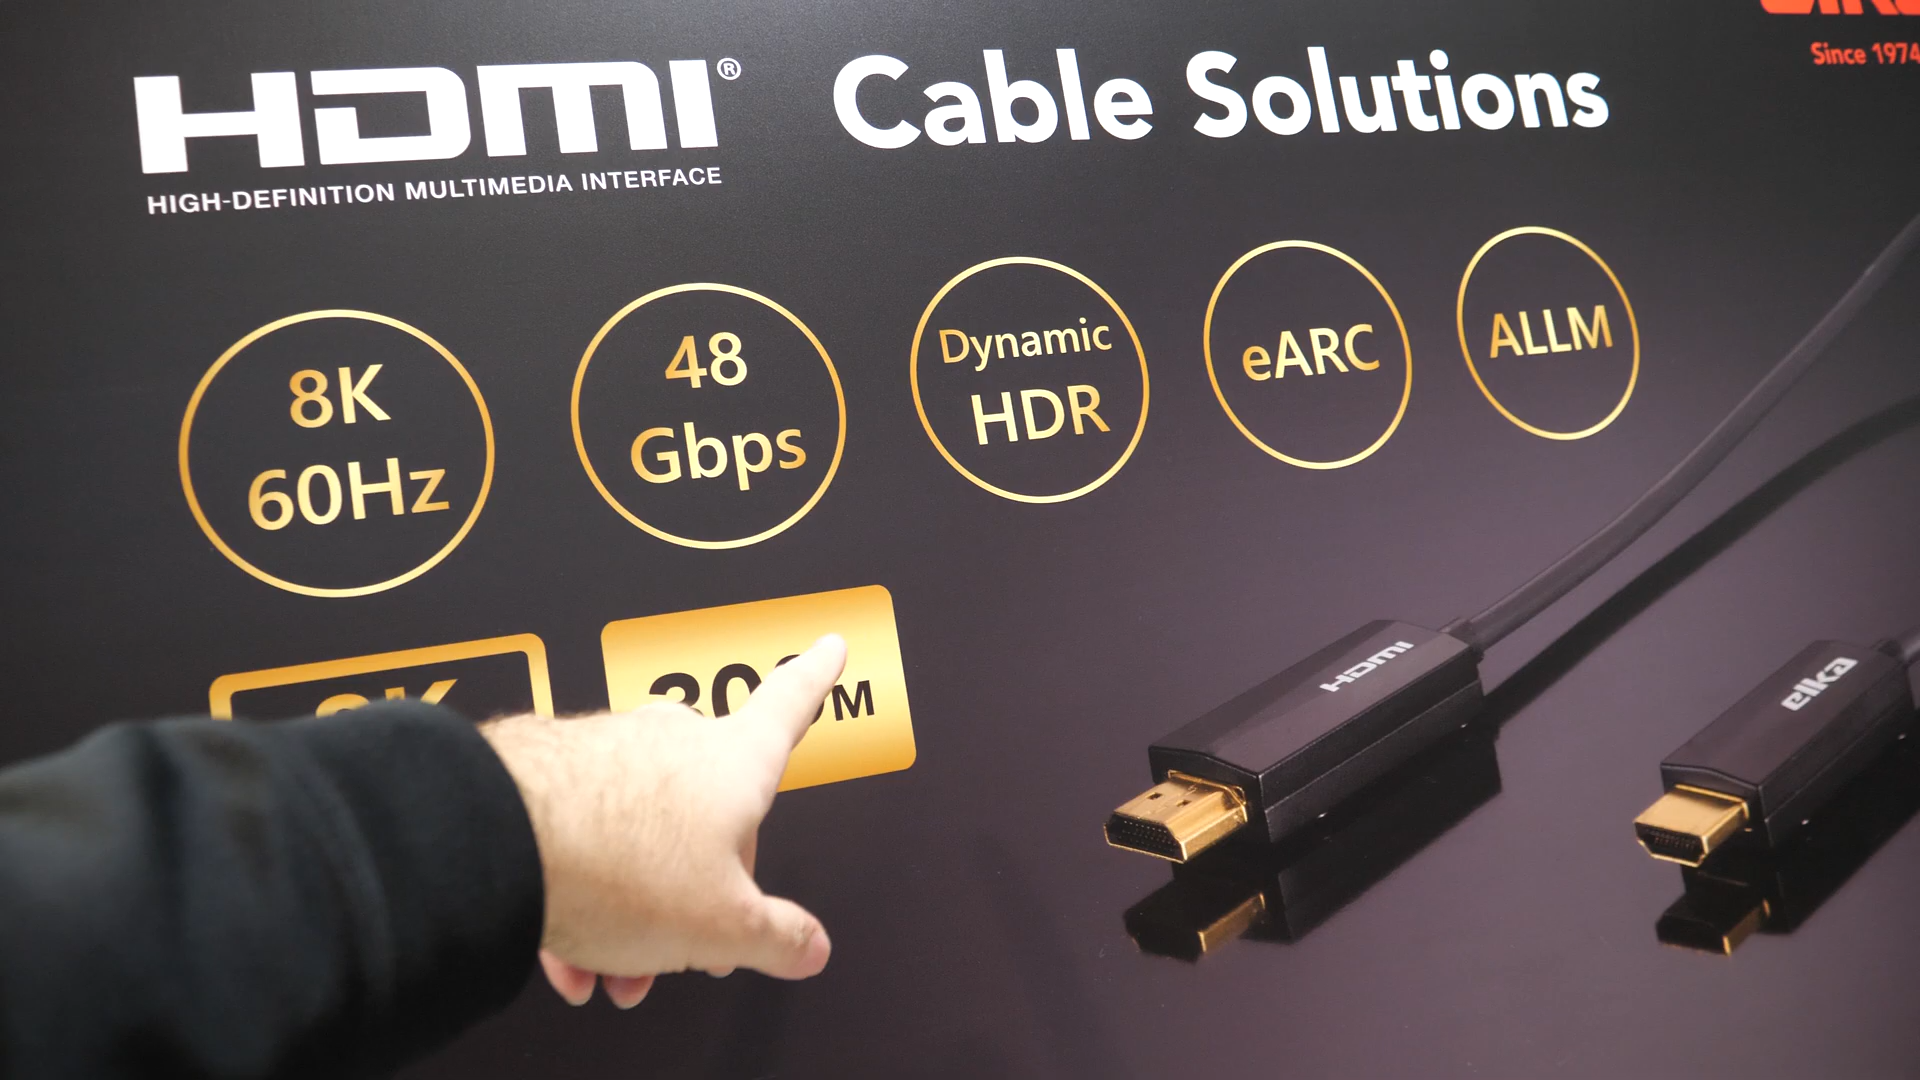 HDMI®
HIGH-DEFINITION MULTIMEDIA INTERFACE
Cable Solutions
Since 1974
8K
60Hz
48
Gbps
Dynamic
HDR
eARC
ALLM
HDMI
elka